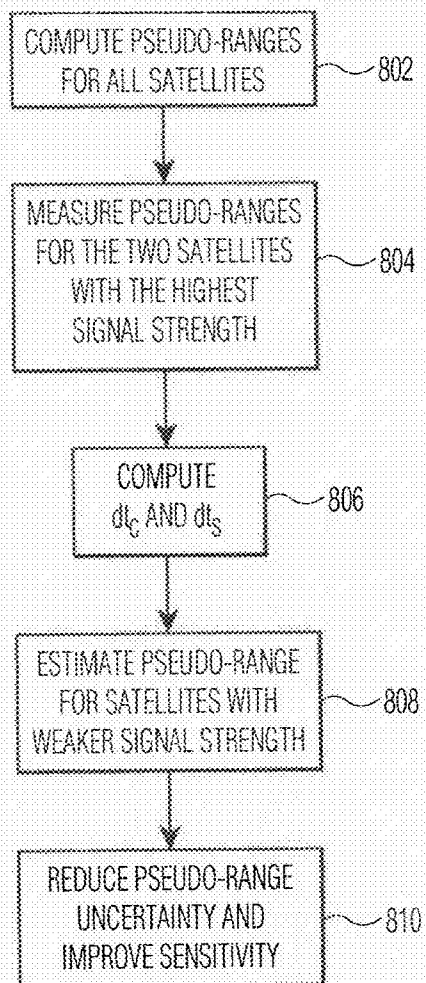 COMPUTE PSEUDO-RANGES
FOR ALL SATELLITES
802
MEASURE PSEUDO-RANGES
FOR THE TWO SATELLITES
WITH THE HIGHEST
SIGNAL STRENGTH
804
COMPUTE
dtC AND dtS
806
ESTIMATE PSEUDO-RANGE
FOR SATELLITES WITH
WEAKER SIGNAL STRENGTH
808
REDUCE PSEUDO-RANGE
UNCERTAINTY AND
IMPROVE SENSITIVITY
810